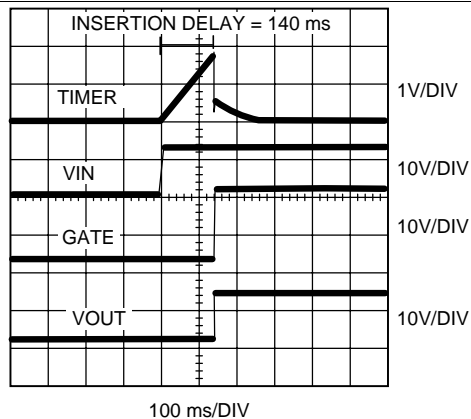 INSERTION DELAY = 140 ms
TIMER
1V/DIV
VIN
10V/DIV
GATE
10V/DIV
VOUT
10V/DIV
100 ms/DIV